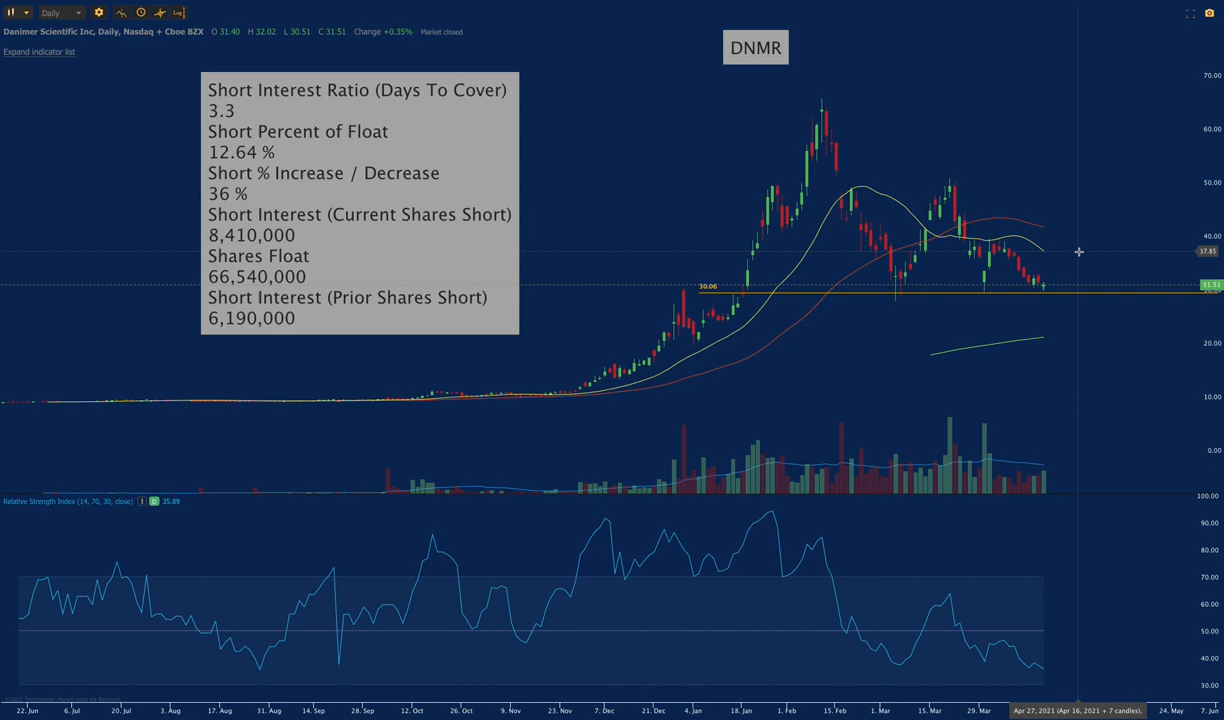 Daily
Log
Danimer Scientific Inc, Daily, Nasdaq + Cboe BZX O 31.40 H 32.02 L 30.51 C 31.51 Change +0.35% Market closed
Expand indicator list
DNMR
Short Interest Ratio (Days To Cover)
3.3
Short Percent of Float
12.64 %
Short % Increase / Decrease
36 %
Short Interest (Current Shares Short)
8,410,000
Shares Float
66,540,000
Short Interest (Prior Shares Short)
6,190,000
30.06
70.00
60.00
50.00
40.00
37.85
31.51
20.00
10.00
0.00
Relative Strength Index (14, 70, 30, close) D 35.89
100.00
90.00
80.00
70.00
60.00
50.00
40.00
30.00
22. Jun 6. Jul 20. Jul 3. Aug 17. Aug 31. Aug 14. Sep 28. Sep 12. Oct 26. Oct 9. Nov 23. Nov 7. Dec 21. Dec 4. Jan 18. Jan 1. Feb 15. Feb 1. Mar 15. Mar 29. Mar Apr 27, 2021 (Apr 16, 2021 + 7 candles). 24. May 7. Jun